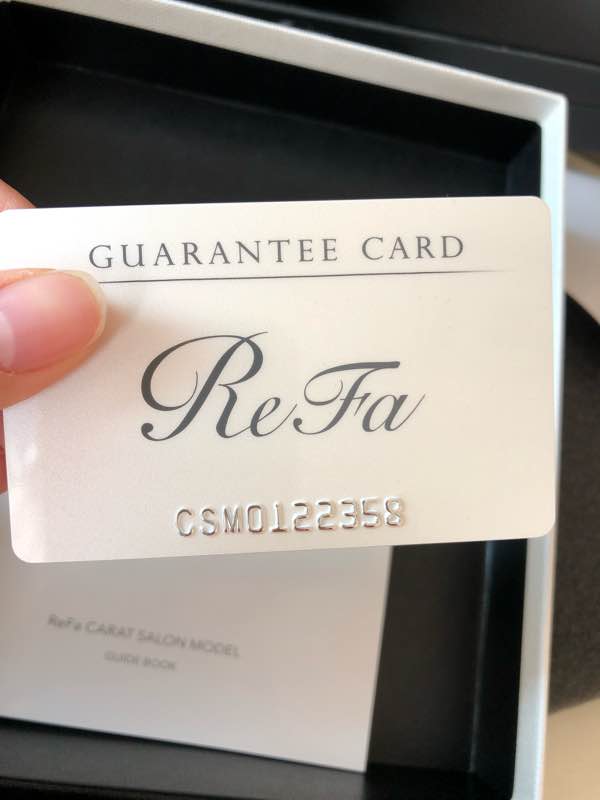 GUARANTEE CARD
ReFa
CSM0122358
ReFa CARAT SALON MODEL
GUIDE BOOK